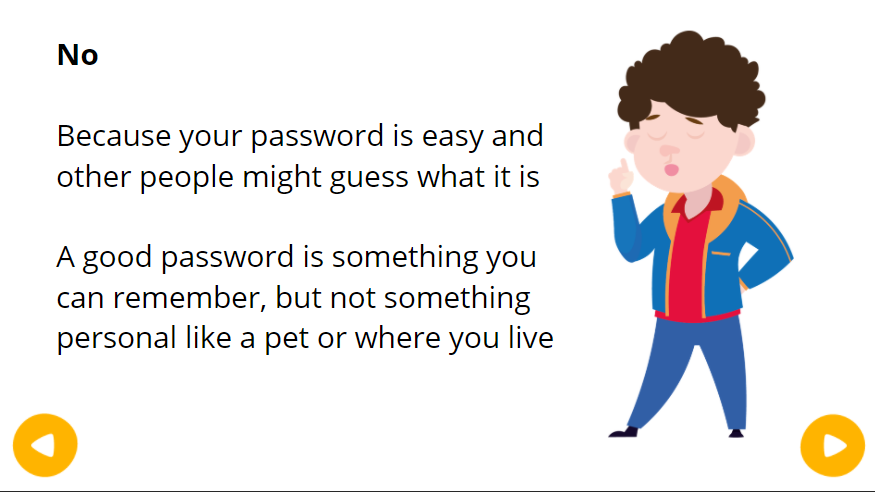 No
Because your password is easy and
other people might guess what it is
A good password is something you
can remember, but not something
personal like a pet or where you live